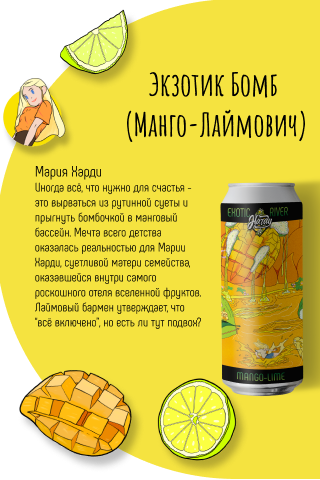 Экзотик Бомб
(Манго-Лаймович)
Мария Харди
Иногда всё, что нужно для счастья -
это вырваться из рутинной суеты и
прыгнуть бомбочкой в манговый
бассейн. Мечта всего детства
оказалась реальностью для Марии
Харди, суетливой матери семейства,
оказавшейся внутри самого
роскошного отеля вселенной фруктов.
Лаймовый бармен утверждает, что
"всё включено", но есть ли тут подвох?
EXOTIC RIVER
Hardy
MANGO-LIME